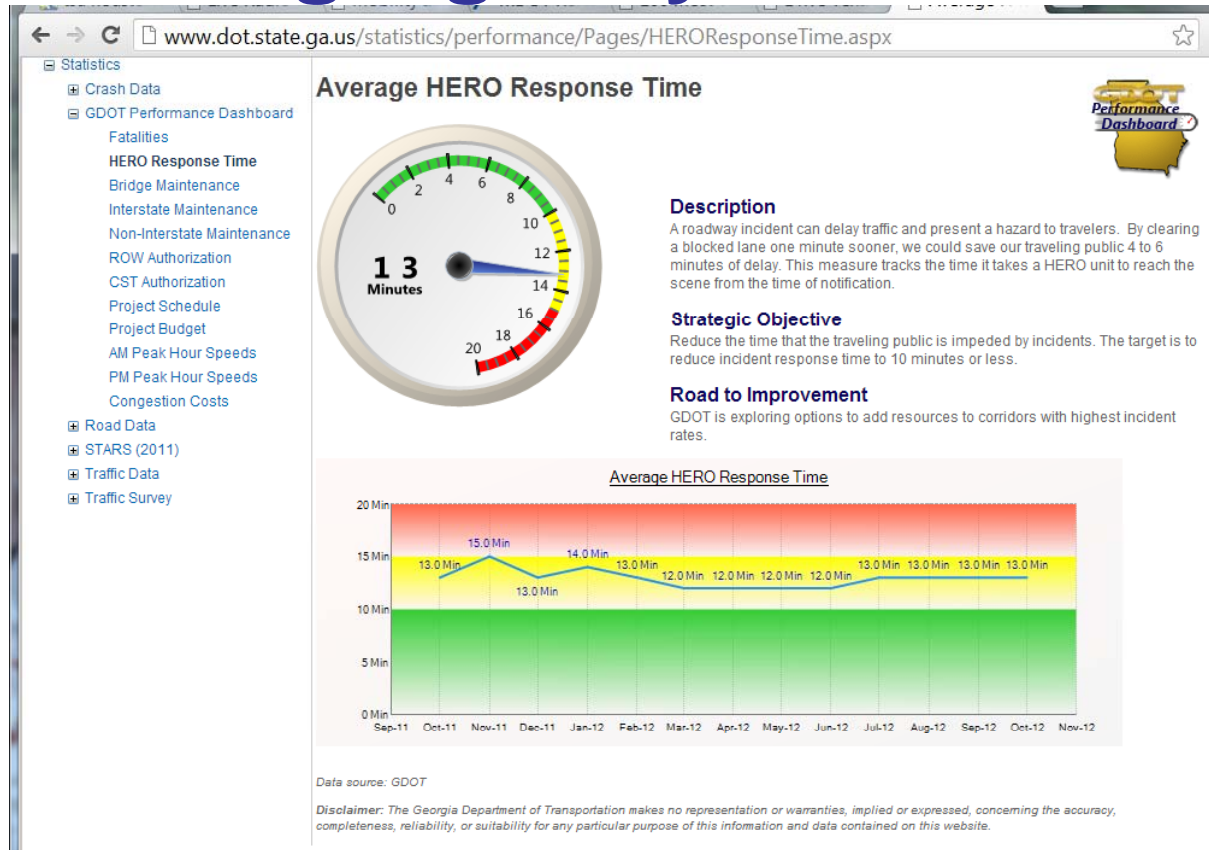 www.dot.state.ga.us/statistics/performance/Pages/HEROResponseTime.aspx
Statistics
Crash Data
GDOT Performance Dashboard
Fatalities
HERO Response Time
Bridge Maintenance
Interstate Maintenance
Non-Interstate Maintenance
ROW Authorization
CST Authorization
Project Schedule
Project Budget
AM Peak Hour Speeds
PM Peak Hour Speeds
Congestion Costs
Road Data
STARS (2011)
Traffic Data
Traffic Survey
Average HERO Response Time
GDOT
Performance
Dashboard
0 2 4 6 8 10 12 14 16 18 20
1 3
Minutes
Description
A roadway incident can delay traffic and present a hazard to travelers. By clearing
a blocked lane one minute sooner, we could save our traveling public 4 to 6
minutes of delay. This measure tracks the time it takes a HERO unit to reach the
scene from the time of notification.
Strategic Objective
Reduce the time that the traveling public is impeded by incidents. The target is to
reduce incident response time to 10 minutes or less.
Road to Improvement
GDOT is exploring options to add resources to corridors with highest incident
rates.
Average HERO Response Time
20 Min
15 Min
10 Min
5 Min
0 Min
13.0 Min 15.0 Min 13.0 Min 14.0 Min 13.0 Min 12.0 Min 12.0 Min 12.0 Min 12.0 Min 13.0 Min 13.0 Min 13.0 Min 13.0 Min
Sep-11 Oct-11 Nov-11 Dec-11 Jan-12 Feb-12 Mar-12 Apr-12 May-12 Jun-12 Jul-12 Aug-12 Sep-12 Oct-12 Nov-12
Data source: GDOT
Disclaimer: The Georgia Department of Transportation makes no representation or warranties, implied or expressed, concerning the accuracy,
completeness, reliability, or suitability for any particular purpose of this information and data contained on this website.